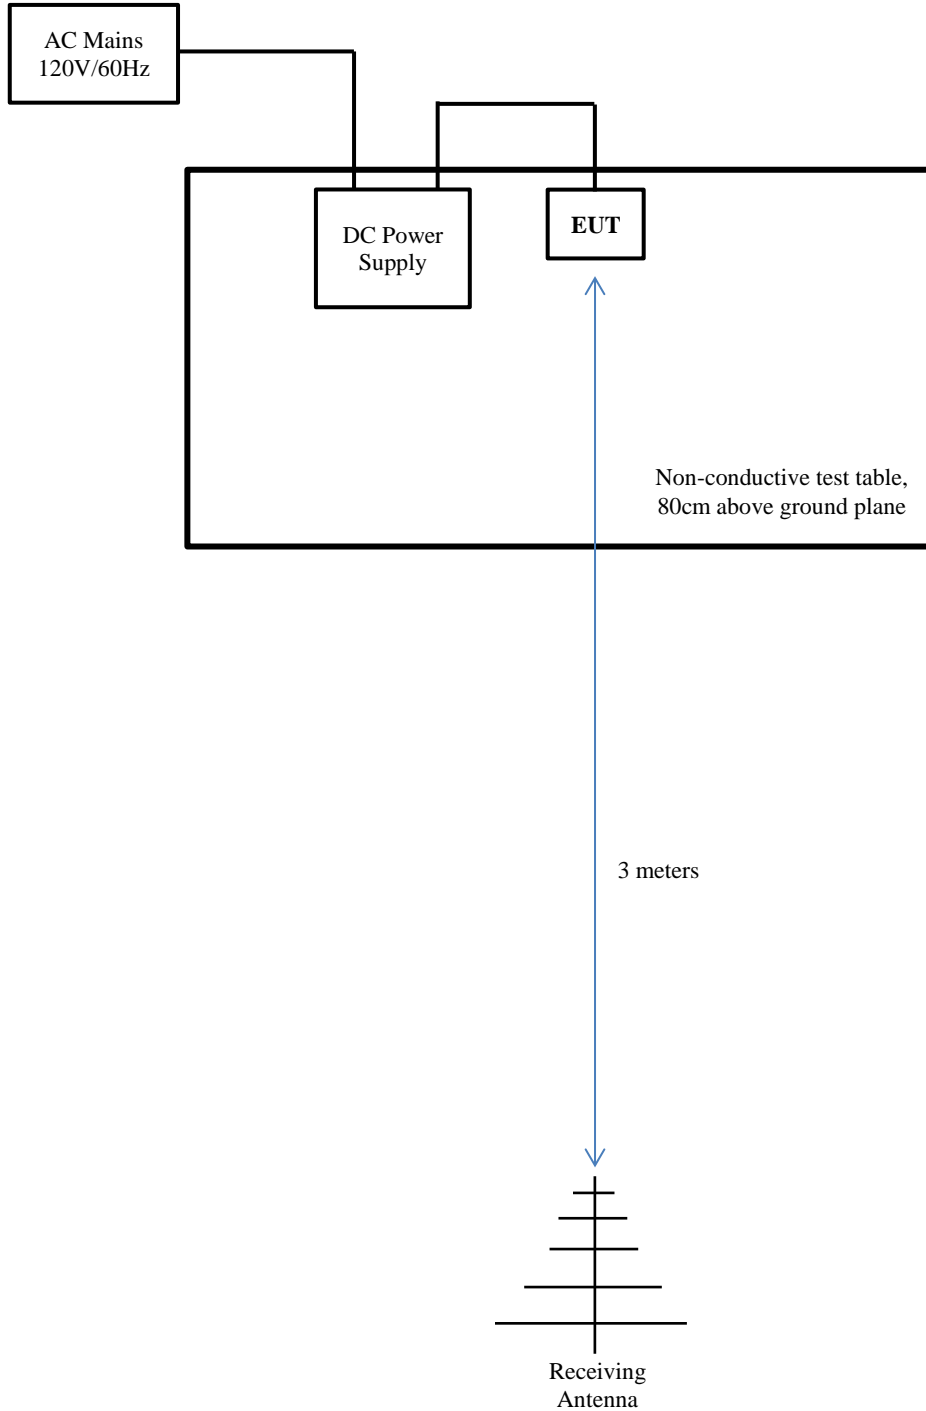 AC Mains
120V/60Hz
DC Power
Supply
EUT
Non-conductive test table,
80cm above ground plane
3 meters
Receiving
Antenna